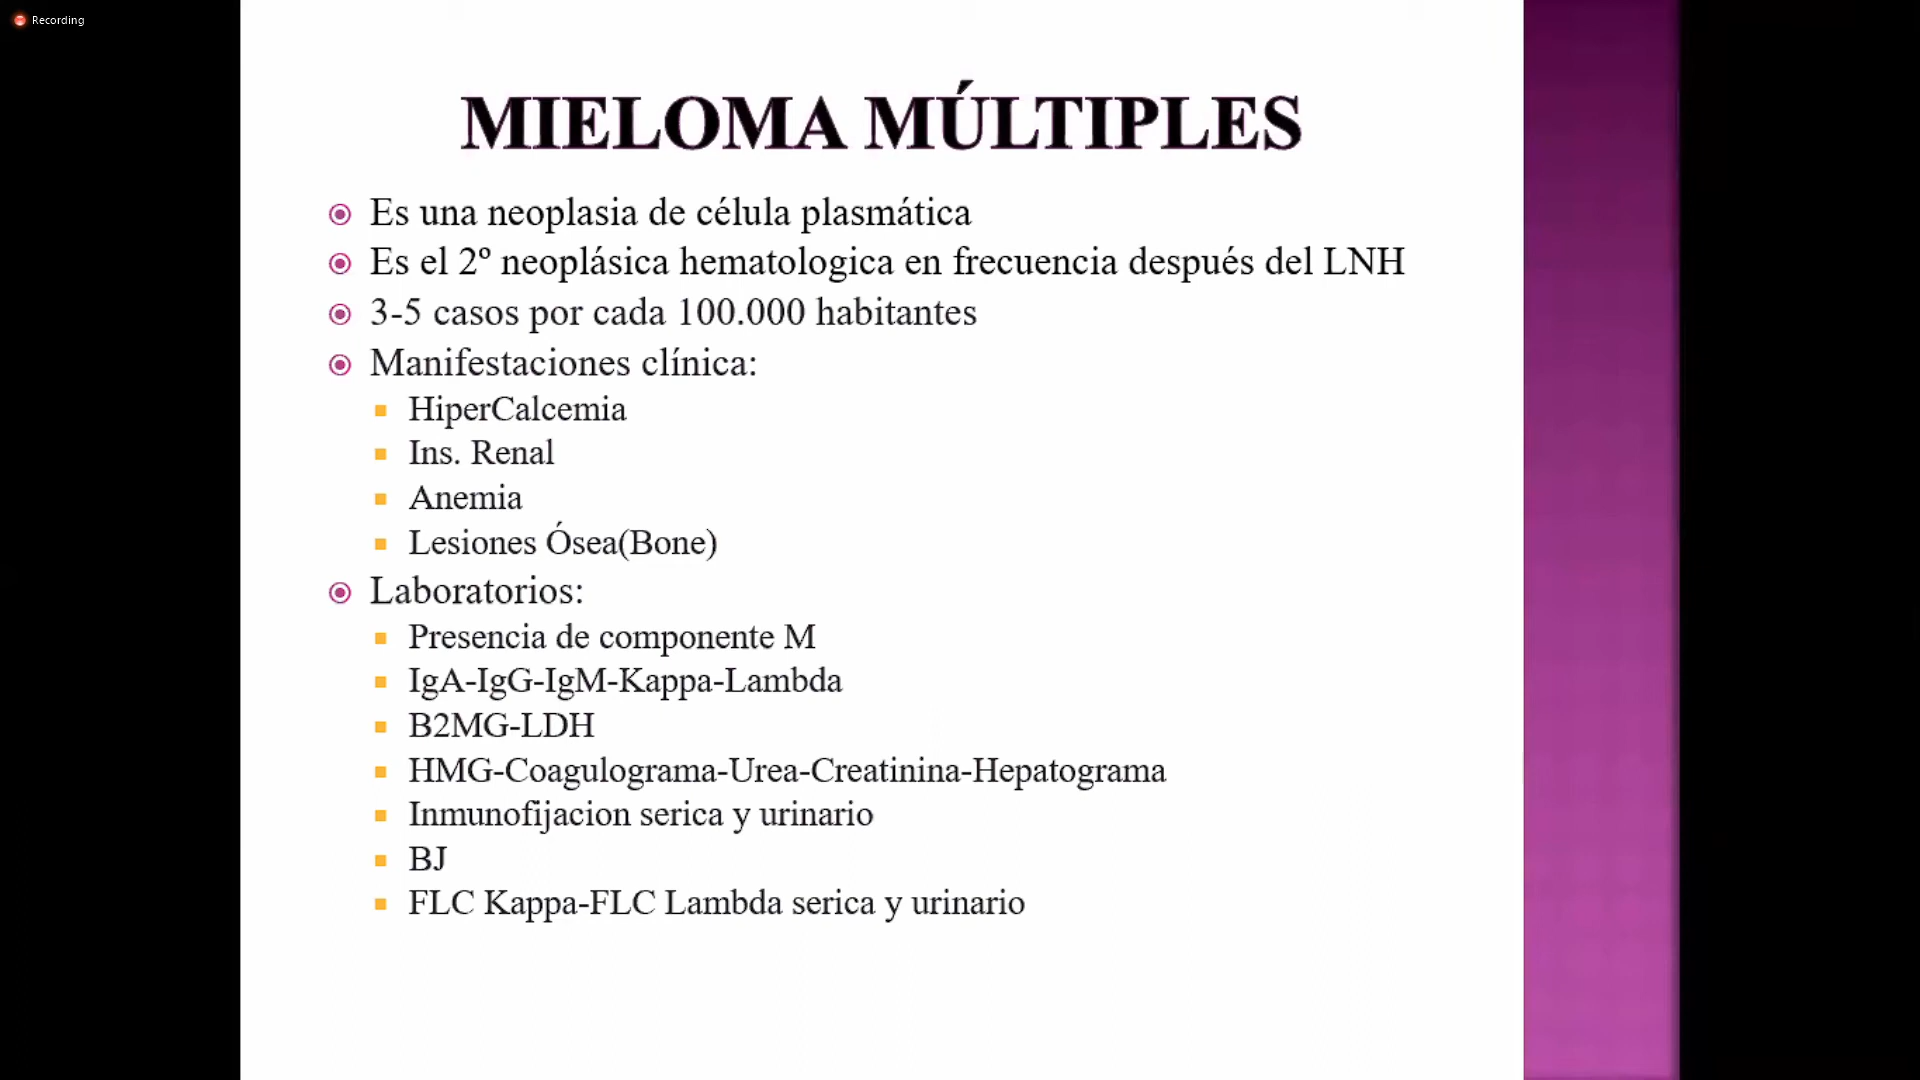 Recording
MIELOMA MÚLTIPLES
Es una neoplasia de célula plasmática
Es el 2º neoplásica hematologica en frecuencia después del LNH
3-5 casos por cada 100.000 habitantes
Manifestaciones clínica:
HiperCalcemia
Ins. Renal
Anemia
Lesiones Ósea(Bone)
Laboratorios:
Presencia de componente M
IgA-IgG-IgM-Kappa-Lambda
B2MG-LDH
HMG-Coagulograma-Urea-Creatinina-Hepatograma
Inmunofijacion serica y urinario
BJ
FLC Kappa-FLC Lambda serica y urinario